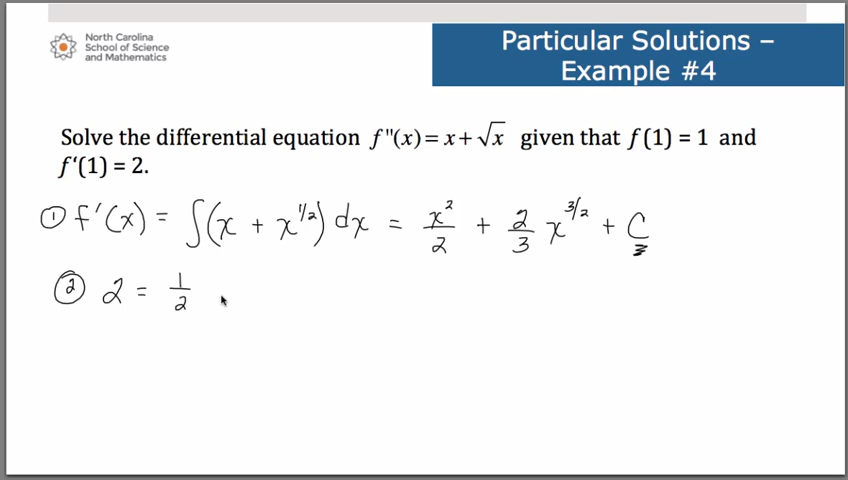 North Carolina
School of Science
and Mathematics
Particular Solutions –
Example #4
Solve the differential equation f"(x) = x + √x given that f(1) = 1 and
f'(1) = 2.
① f'(x) = ∫(x + x^1/2) dx = x²/2 + 2/3 x^3/2 + C
② 2 = 1/2